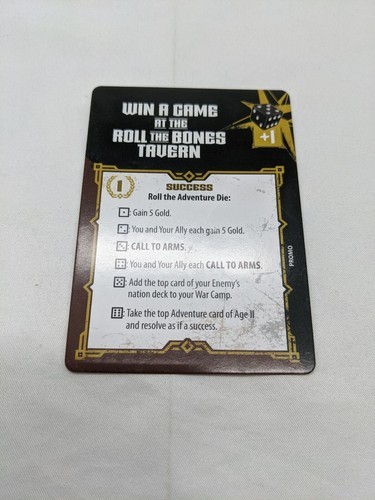 WIN A GAME
AT THE
ROLL THE BONES
TAVERN
+1
1
SUCCESS
Roll the Adventure Die:
⚀: Gain 5 Gold.
⚁: You and Your Ally each gain 5 Gold.
⚂: CALL TO ARMS.
⚃: You and Your Ally each CALL TO ARMS.
⚄: Add the top card of your Enemy's
nation deck to your War Camp.
⚅: Take the top Adventure card of Age II
and resolve as if a success.
PROMO